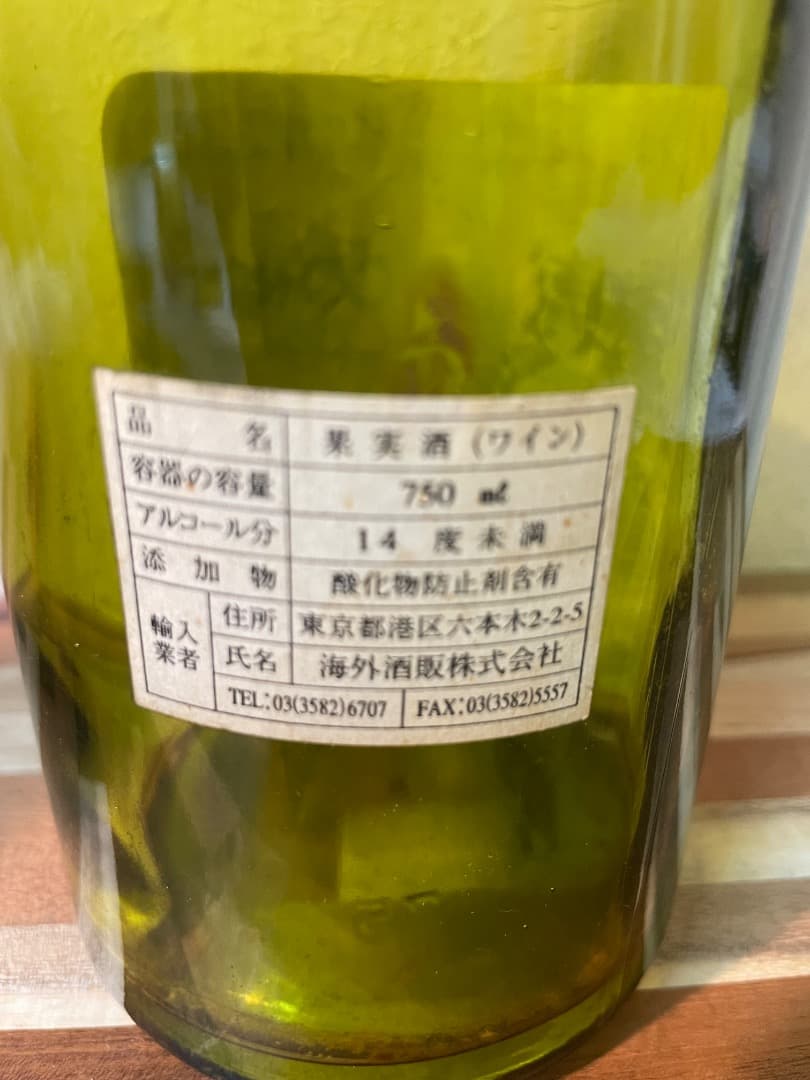 品名 果実酒(ワイン)
容器の容量 750 ㎖
アルコール分 14 度未満
添加物 酸化物防止剤含有
輸入業者 住所 東京都港区六本木2-2-5
氏名 海外酒販株式会社
TEL:03(3582)6707 FAX:03(3582)5557